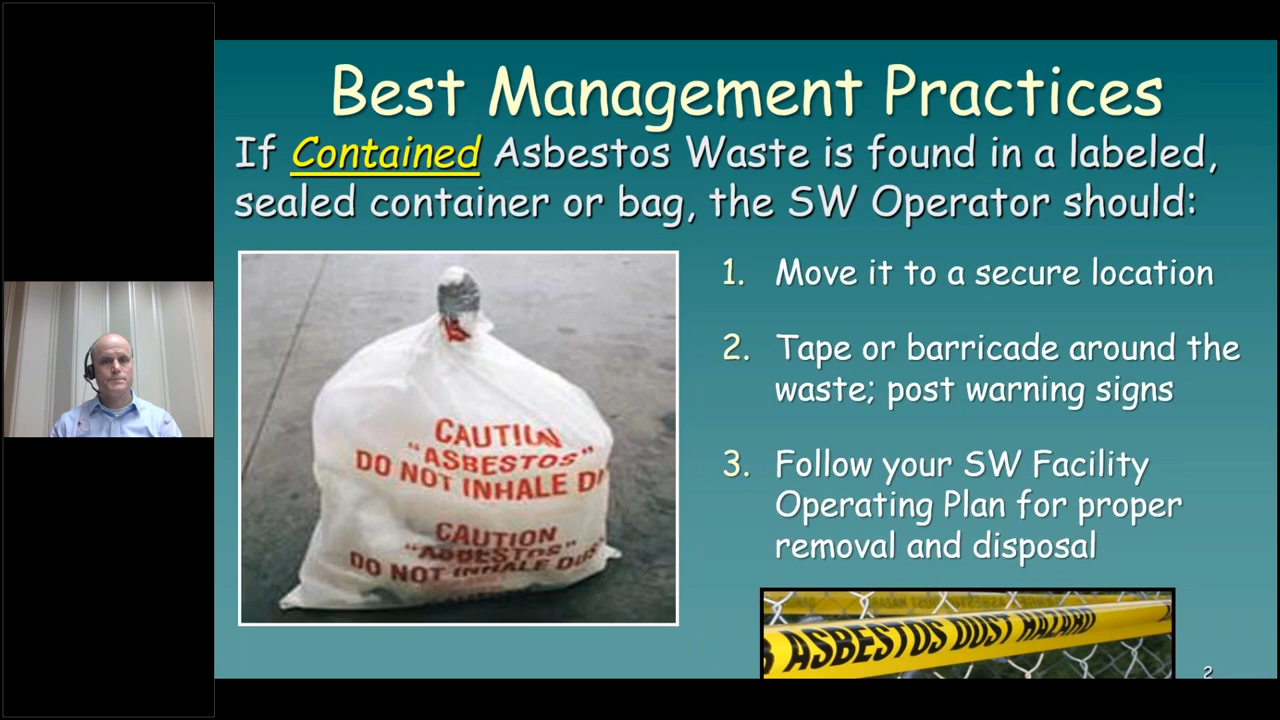 Best Management Practices
If Contained Asbestos Waste is found in a labeled,
sealed container or bag, the SW Operator should:
1. Move it to a secure location
2. Tape or barricade around the
waste; post warning signs
3. Follow your SW Facility
Operating Plan for proper
removal and disposal
CAUTION
"ASBESTOS"
DO NOT INHALE DU
CAUTION
"ASBESTOS"
DO NOT INHALE DUS
ASBESTOS DUST HAZARD
2